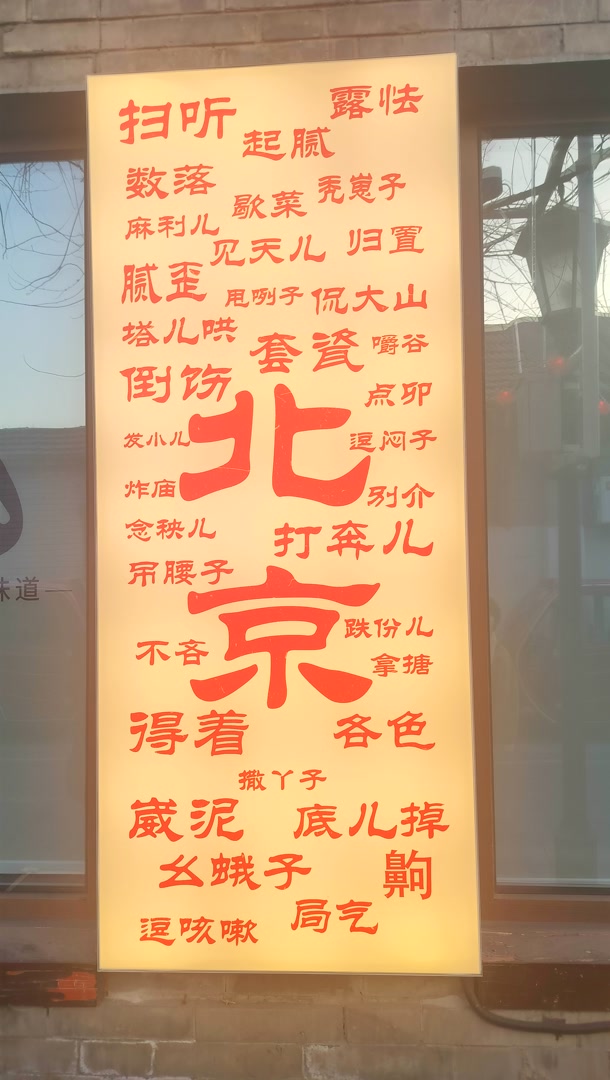 扫听
露怯
起腻
数落
歇菜
秃崽子
麻利儿
见天儿
归置
腻歪
甩咧子
侃大山
塔儿哄
套瓷
嚼谷
倒饬
点卯
北
发小儿
逗闷子
炸庙
别介
念秧儿
打奔儿
吊腰子
京
跌份儿
不吝
拿搪
得着
各色
撒丫子
崴泥
底儿掉
幺蛾子
齁
逗咳嗽
局气
味道